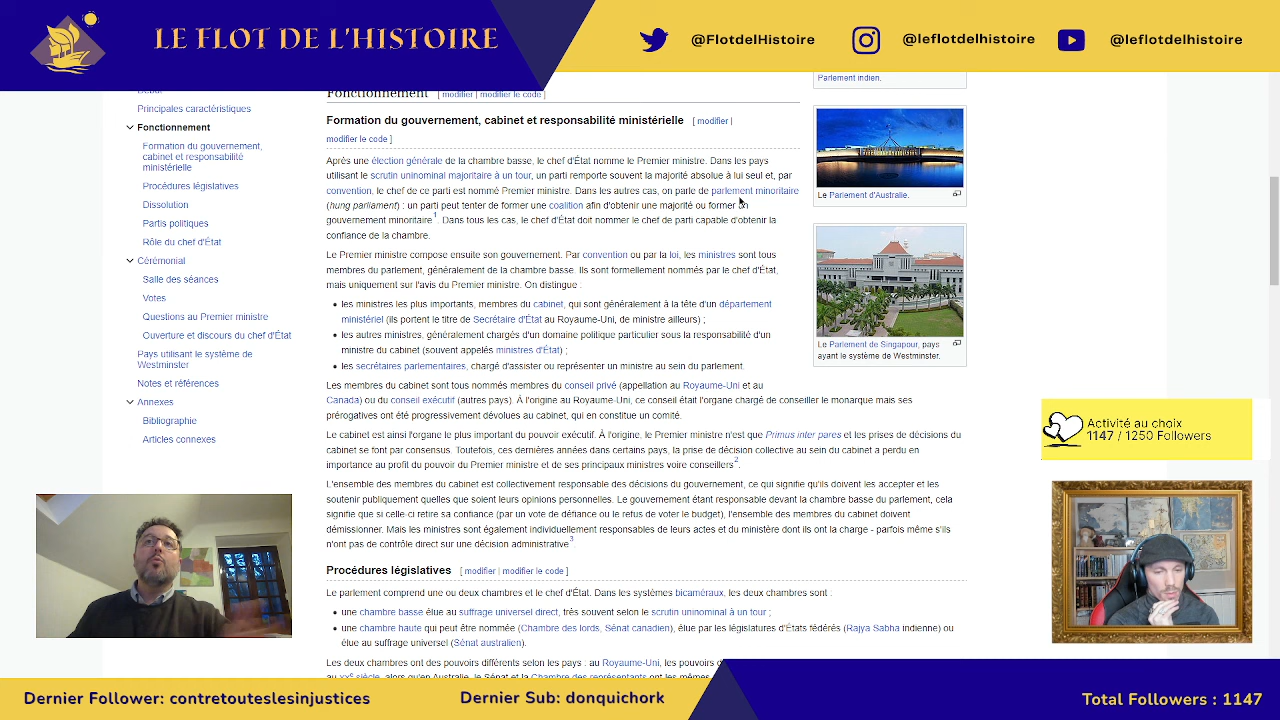 LE FLOT DE L'HISTOIRE
@FlotdelHistoire
@leflotdelhistoire
@leflotdelhistoire
Principales caractéristiques
Fonctionnement
Formation du gouvernement,
cabinet et responsabilité
ministérielle
Procédures législatives
Dissolution
Partis politiques
Rôle du chef d'État
Cérémonial
Salle des séances
Votes
Questions au Premier ministre
Ouverture et discours du chef d'État
Pays utilisant le système de
Westminster
Notes et références
Annexes
Bibliographie
Articles connexes
Fonctionnement [ modifier | modifier le code ]
Formation du gouvernement, cabinet et responsabilité ministérielle [ modifier |
modifier le code ]
Après une élection générale de la chambre basse, le chef d'État nomme le Premier ministre. Dans les pays
utilisant le scrutin uninominal majoritaire à un tour, un parti remporte souvent la majorité absolue à lui seul et, par
convention, le chef de ce parti est nommé Premier ministre. Dans les autres cas, on parle de parlement minoritaire
(hung parliament) : un parti peut tenter de former une coalition afin d'obtenir une majorité ou former un
gouvernement minoritaire1. Dans tous les cas, le chef d'État doit nommer le chef de parti capable d'obtenir la
confiance de la chambre.
Le Premier ministre compose ensuite son gouvernement. Par convention ou par la loi, les ministres sont tous
membres du parlement, généralement de la chambre basse. Ils sont formellement nommés par le chef d'État,
mais uniquement sur l'avis du Premier ministre. On distingue :
• les ministres les plus importants, membres du cabinet, qui sont généralement à la tête d'un département
ministériel (ils portent le titre de Secrétaire d'État au Royaume-Uni, de ministre ailleurs) ;
• les autres ministres, généralement chargés d'un domaine politique particulier sous la responsabilité d'un
ministre du cabinet (souvent appelés ministres d'État) ;
• les secrétaires parlementaires, chargé d'assister ou représenter un ministre au sein du parlement.
Les membres du cabinet sont tous nommés membres du conseil privé (appellation au Royaume-Uni et au
Canada) ou du conseil exécutif (autres pays). À l'origine au Royaume-Uni, ce conseil était l'organe chargé de conseiller le monarque mais ses
prérogatives ont été progressivement dévolues au cabinet, qui en constitue un comité.
Le cabinet est ainsi l'organe le plus important du pouvoir exécutif. À l'origine, le Premier ministre n'est que Primus inter pares et les prises de décisions du
cabinet se font par consensus. Toutefois, ces dernières années dans certains pays, la prise de décision collective au sein du cabinet a perdu en
importance au profit du pouvoir du Premier ministre et de ses principaux ministres voire conseillers2.
L'ensemble des membres du cabinet est collectivement responsable des décisions du gouvernement, ce qui signifie qu'ils doivent les accepter et les
soutenir publiquement quelles que soient leurs opinions personnelles. Le gouvernement étant responsable devant la chambre basse du parlement, cela
signifie que si celle-ci retire sa confiance (par un vote de défiance ou le refus de voter le budget), l'ensemble des membres du cabinet doivent
démissionner. Mais les ministres sont également individuellement responsables de leurs actes et du ministère dont ils ont la charge - parfois même s'ils
n'ont pas de contrôle direct sur une décision administrative3.
Procédures législatives [ modifier | modifier le code ]
Le parlement comprend une ou deux chambres et le chef d'État. Dans les systèmes bicaméraux, les deux chambres sont :
• une chambre basse élue au suffrage universel direct, très souvent selon le scrutin uninominal à un tour ;
• une chambre haute qui peut être nommée (Chambre des lords, Sénat canadien), élue par les législatures d'États fédérés (Rajya Sabha indienne) ou
élue au suffrage universel (Sénat australien).
Les deux chambres ont des pouvoirs différents selon les pays : au Royaume-Uni, les pouvoirs
Parlement indien.
Le Parlement d'Australie.
Le Parlement de Singapour, pays
ayant le système de Westminster.
Activité au choix
1147 / 1250 Followers
Dernier Follower: contretouteslesinjustices
Dernier Sub: donquichork
Total Followers : 1147